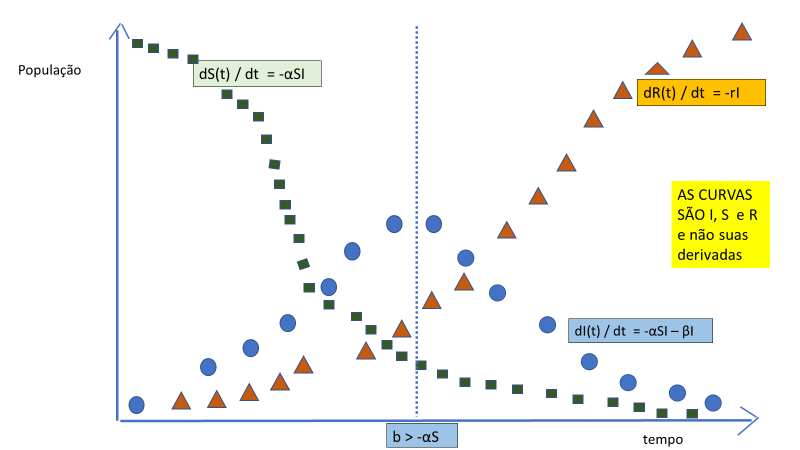 População
dS(t) / dt  = -αSI
dR(t) / dt  = -rI
AS CURVAS
SÃO I, S  e R
e não suas
derivadas
dI(t) / dt  = -αSI – βI
b > -αS
tempo